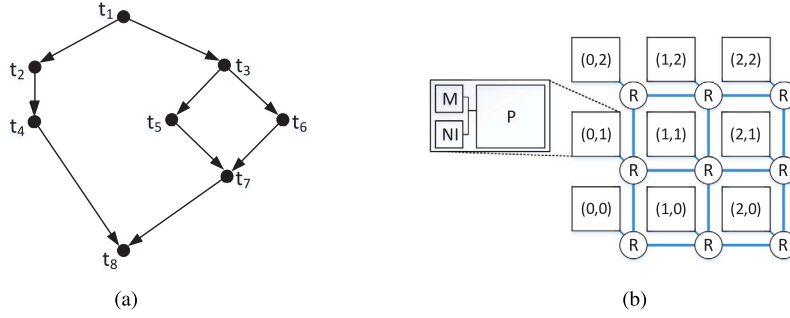 t1
t2
t3
t4
t5
t6
t7
t8
(a)
(0,2) (1,2) (2,2)
R R R
M
P
NI
(0,1) (1,1) (2,1)
R R R
(0,0) (1,0) (2,0)
R R R
(b)